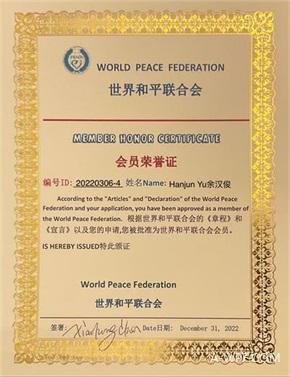 PEACE
WORLD PEACE FEDERATION
世界和平联合会
MEMBER HONOR CERTIFICATE
会员荣誉证
编号ID: 20220306-4 姓名Name: Hanjun Yu余汉俊
According to the "Articles" and "Declaration" of the World Peace
Federation and your application, you have been approved as a member of
the World Peace Federation. 根据世界和平联合会的《章程》和
《宣言》以及您的申请,您被批准为世界和平联合会会员。
IS HEREBY ISSUED特此颁证
World Peace Federation
世界和平联合会
签署: Date日期: December 31, 2022